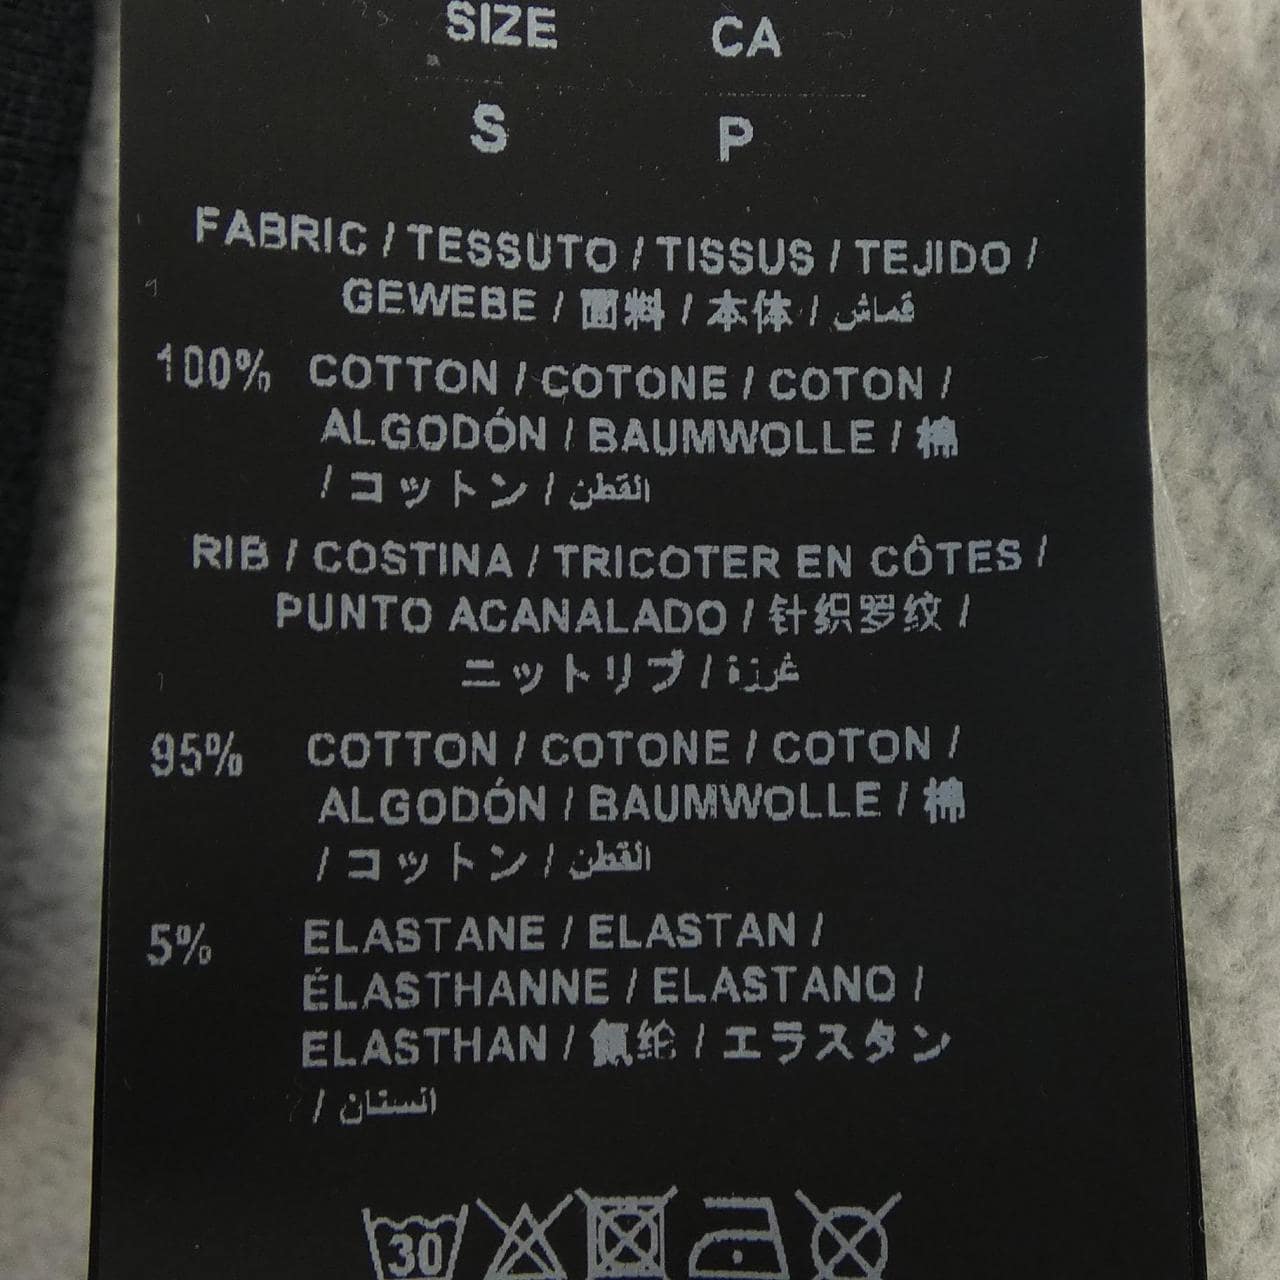 SIZE CA
S P
FABRIC / TESSUTO / TISSUS / TEJIDO /
GEWEBE / 面料 / 本体 / قماش
100% COTTON / COTONE / COTON /
ALGODÓN / BAUMWOLLE / 棉
/ コットン / القطن
RIB / COSTINA / TRICOTER EN CÔTES /
PUNTO ACANALADO / 针织罗纹 /
ニットリブ / غرزة
95% COTTON / COTONE / COTON /
ALGODÓN / BAUMWOLLE / 棉
/ コットン / القطن
5% ELASTANE / ELASTAN /
ÉLASTHANNE / ELASTANO /
ELASTHAN / 氨纶 / エラスタン
/ انستان
30